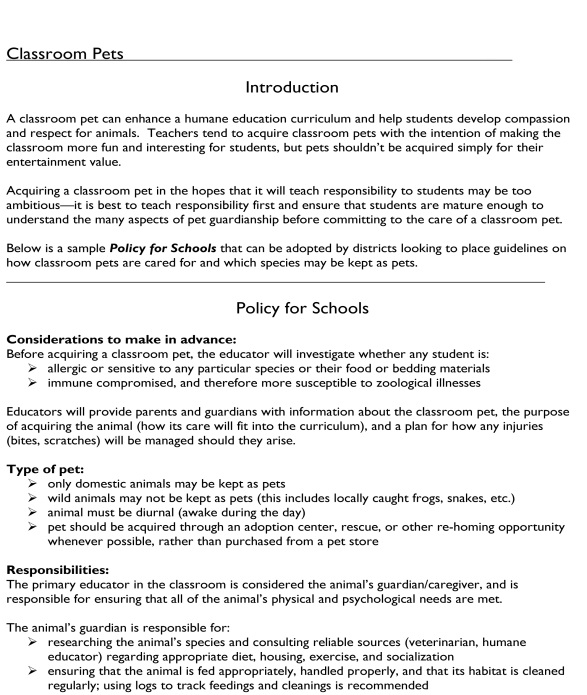 Classroom Pets
Introduction
A classroom pet can enhance a humane education curriculum and help students develop compassion
and respect for animals.  Teachers tend to acquire classroom pets with the intention of making the
classroom more fun and interesting for students, but pets shouldn't be acquired simply for their
entertainment value.
Acquiring a classroom pet in the hopes that it will teach responsibility to students may be too
ambitious—it is best to teach responsibility first and ensure that students are mature enough to
understand the many aspects of pet guardianship before committing to the care of a classroom pet.
Below is a sample Policy for Schools that can be adopted by districts looking to place guidelines on
how classroom pets are cared for and which species may be kept as pets.
Policy for Schools
Considerations to make in advance:
Before acquiring a classroom pet, the educator will investigate whether any student is:
➢ allergic or sensitive to any particular species or their food or bedding materials
➢ immune compromised, and therefore more susceptible to zoological illnesses
Educators will provide parents and guardians with information about the classroom pet, the purpose
of acquiring the animal (how its care will fit into the curriculum), and a plan for how any injuries
(bites, scratches) will be managed should they arise.
Type of pet:
➢ only domestic animals may be kept as pets
➢ wild animals may not be kept as pets (this includes locally caught frogs, snakes, etc.)
➢ animal must be diurnal (awake during the day)
➢ pet should be acquired through an adoption center, rescue, or other re-homing opportunity
whenever possible, rather than purchased from a pet store
Responsibilities:
The primary educator in the classroom is considered the animal's guardian/caregiver, and is
responsible for ensuring that all of the animal's physical and psychological needs are met.
The animal's guardian is responsible for:
➢ researching the animal's species and consulting reliable sources (veterinarian, humane
educator) regarding appropriate diet, housing, exercise, and socialization
➢ ensuring that the animal is fed appropriately, handled properly, and that its habitat is cleaned
regularly; using logs to track feedings and cleanings is recommended